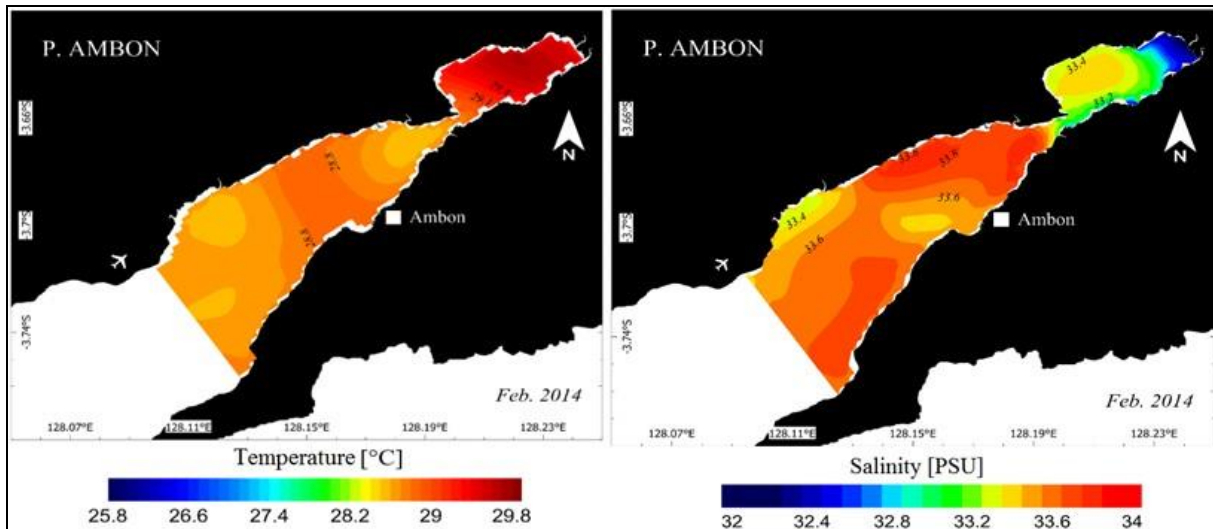 P. AMBON
-3.66°S
-3.7°S
-3.74°S
N
28.8
28.8
Ambon
Feb. 2014
128.07°E 128.11°E 128.15°E 128.19°E 128.23°E
Temperature [°C]
25.8 26.6 27.4 28.2 29 29.8
P. AMBON
-3.66°S
-3.7°S
-3.74°S
N
33.4
33.2
33.6
33.8
33.6
33.4
33.6
Ambon
Feb. 2014
128.07°E 128.11°E 128.15°E 128.19°E 128.23°E
Salinity [PSU]
32 32.4 32.8 33.2 33.6 34